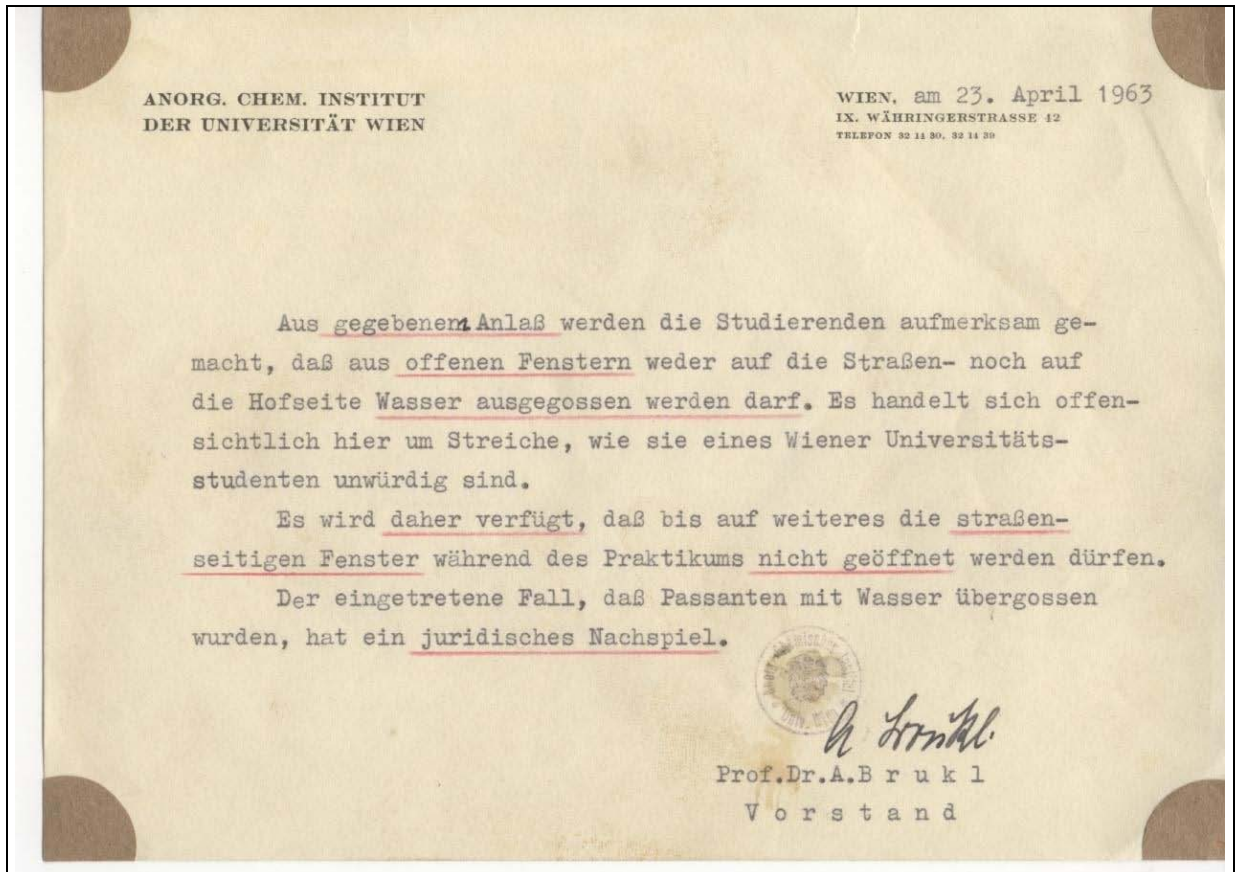 ANORG. CHEM. INSTITUT
DER UNIVERSITÄT WIEN
WIEN, am 23. April 1963
IX. WÄHRINGERSTRASSE 42
TELEFON 32 14 30, 32 14 39
Aus gegebenem Anlaß werden die Studierenden aufmerksam ge-
macht, daß aus offenen Fenstern weder auf die Straßen- noch auf
die Hofseite Wasser ausgegossen werden darf. Es handelt sich offen-
sichtlich hier um Streiche, wie sie eines Wiener Universitäts-
studenten unwürdig sind.
Es wird daher verfügt, daß bis auf weiteres die straßen-
seitigen Fenster während des Praktikums nicht geöffnet werden dürfen.
Der eingetretene Fall, daß Passanten mit Wasser übergossen
wurden, hat ein juridisches Nachspiel.
A Brukl.
Prof.Dr.A.B r u k l
V o r s t a n d